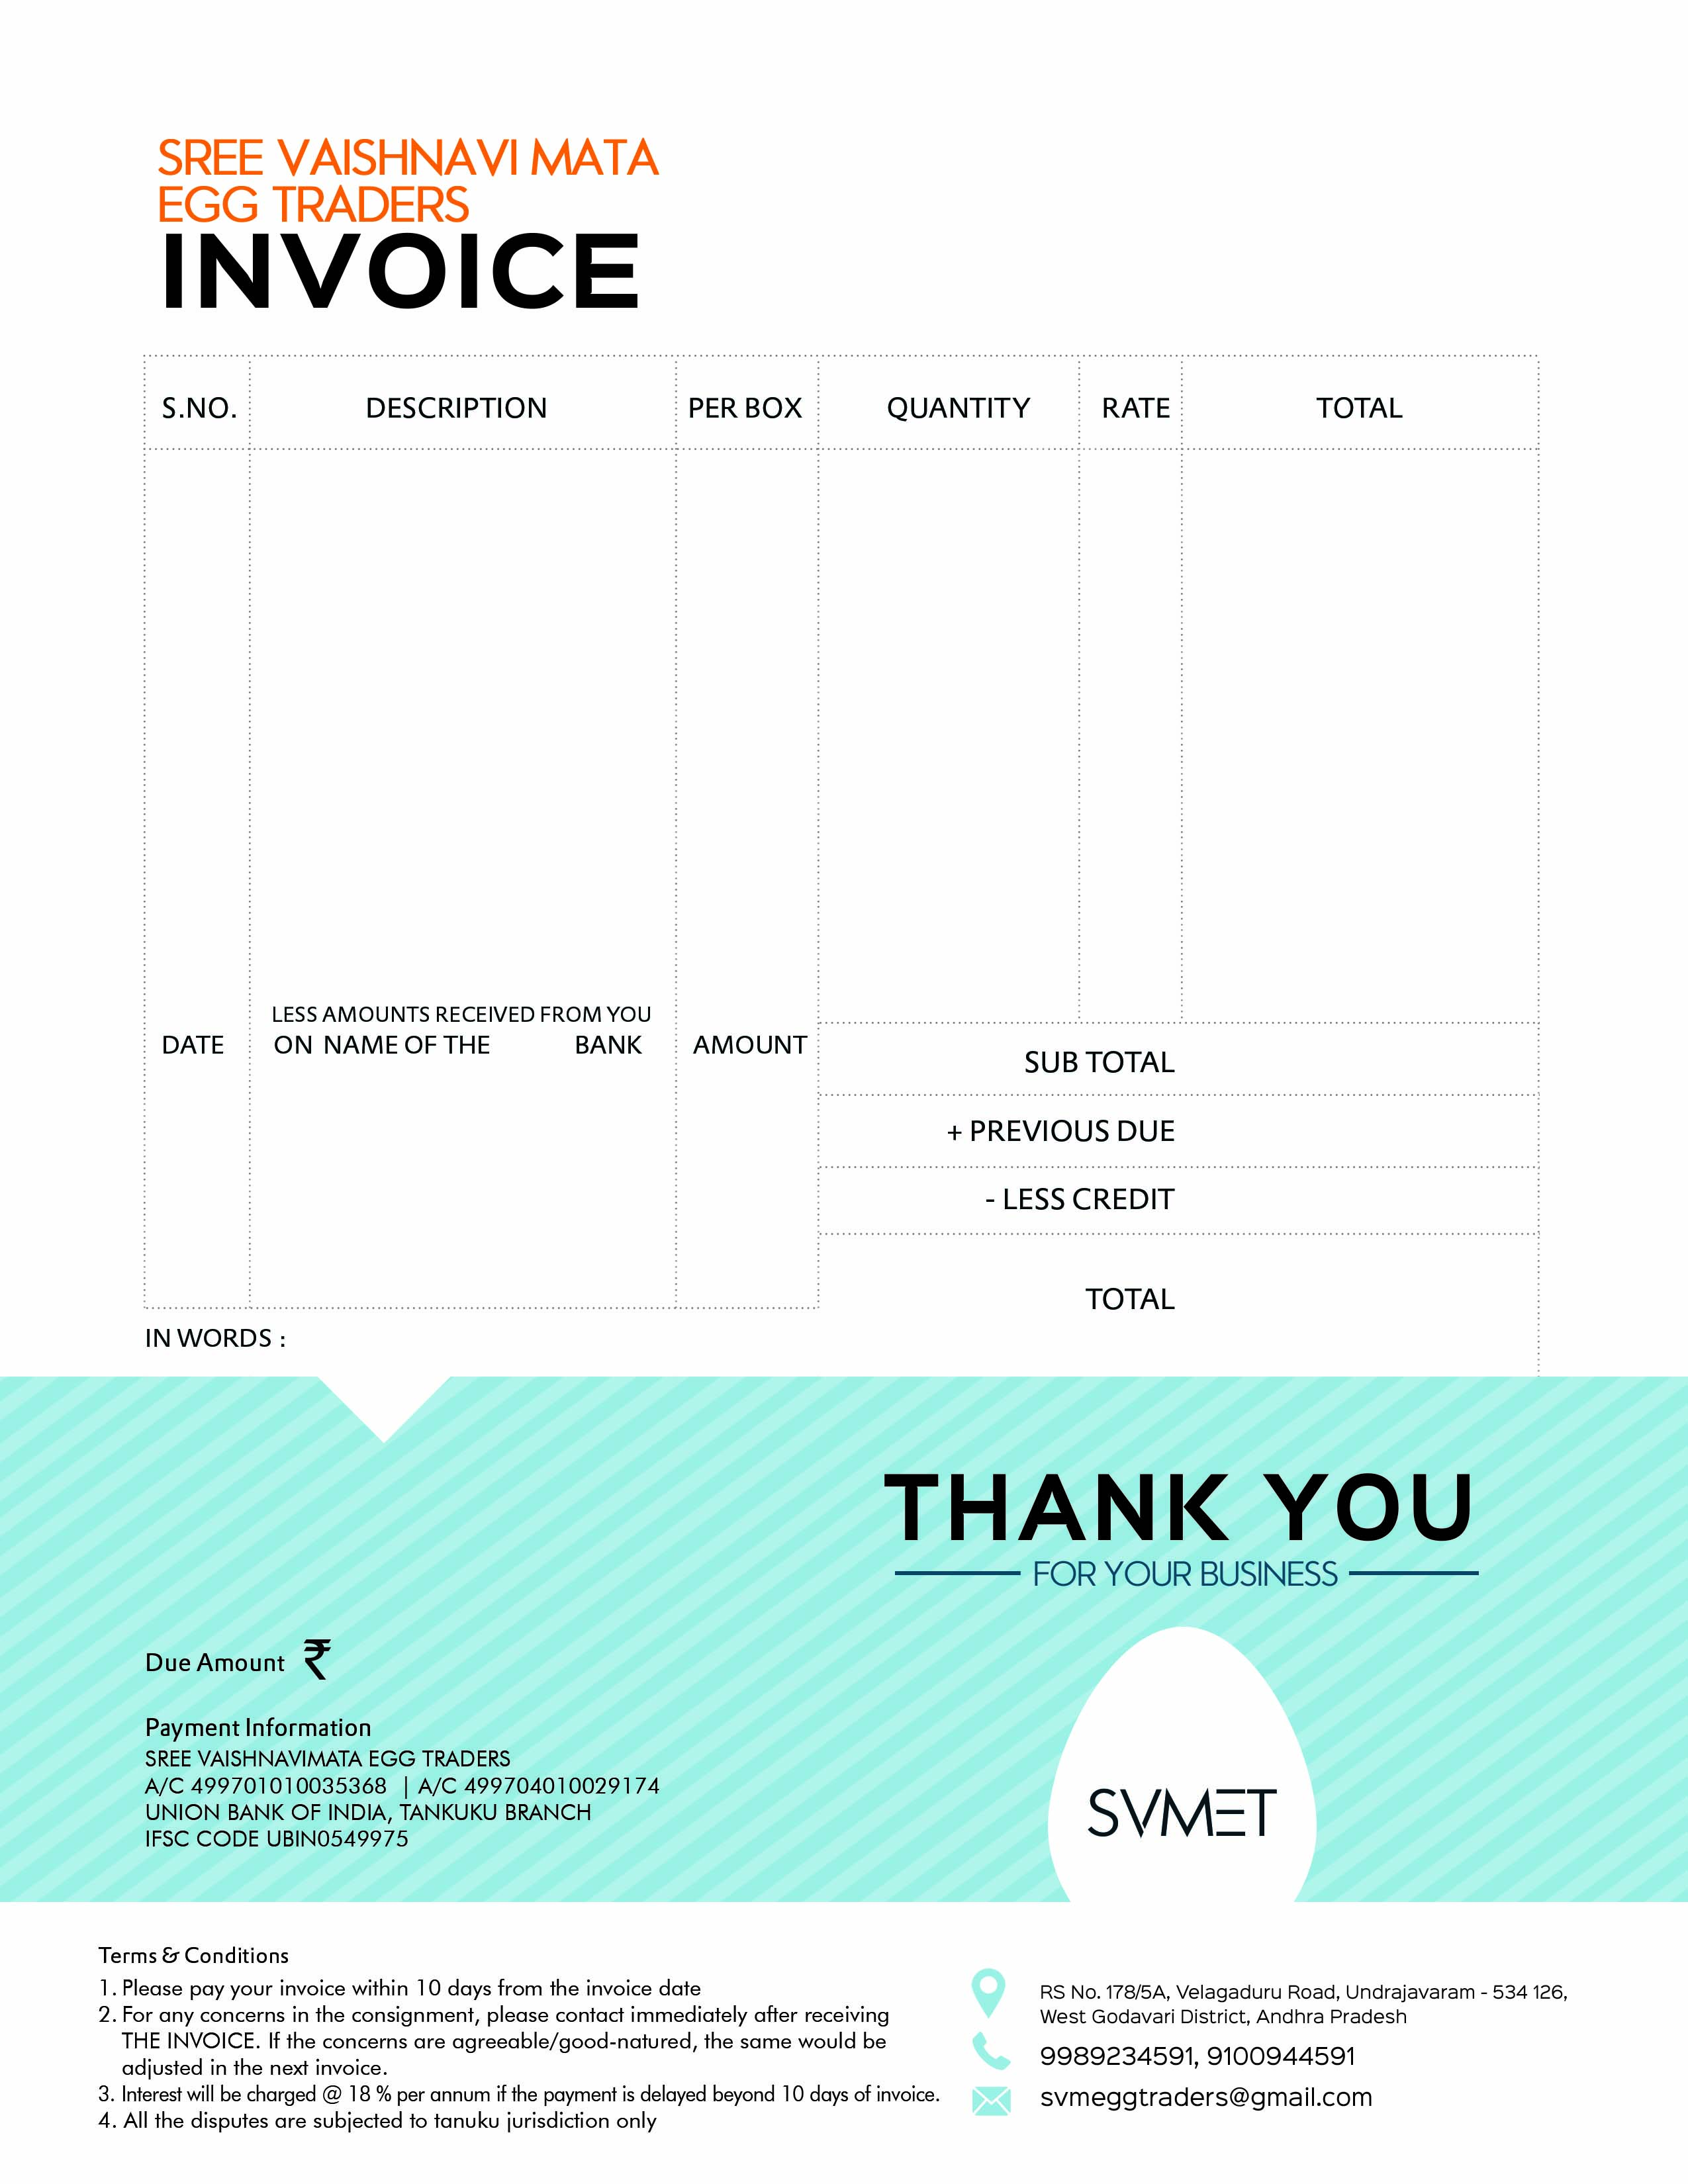 SREE VAISHNAVI MATA
EGG TRADERS
INVOICE
S.NO. DESCRIPTION PER BOX QUANTITY RATE TOTAL
LESS AMOUNTS RECEIVED FROM YOU
DATE ON NAME OF THE BANK AMOUNT
SUB TOTAL
+ PREVIOUS DUE
- LESS CREDIT
TOTAL
IN WORDS :
THANK YOU
FOR YOUR BUSINESS
Due Amount ₹
Payment Information
SREE VAISHNAVIMATA EGG TRADERS
A/C 499701010035368 | A/C 499704010029174
UNION BANK OF INDIA, TANKUKU BRANCH
IFSC CODE UBIN0549975
SVMET
Terms & Conditions
1. Please pay your invoice within 10 days from the invoice date
2. For any concerns in the consignment, please contact immediately after receiving
THE INVOICE. If the concerns are agreeable/good-natured, the same would be
adjusted in the next invoice.
3. Interest will be charged @ 18 % per annum if the payment is delayed beyond 10 days of invoice.
4. All the disputes are subjected to tanuku jurisdiction only
RS No. 178/5A, Velagaduru Road, Undrajavaram - 534 126,
West Godavari District, Andhra Pradesh
9989234591, 9100944591
svmeggtraders@gmail.com